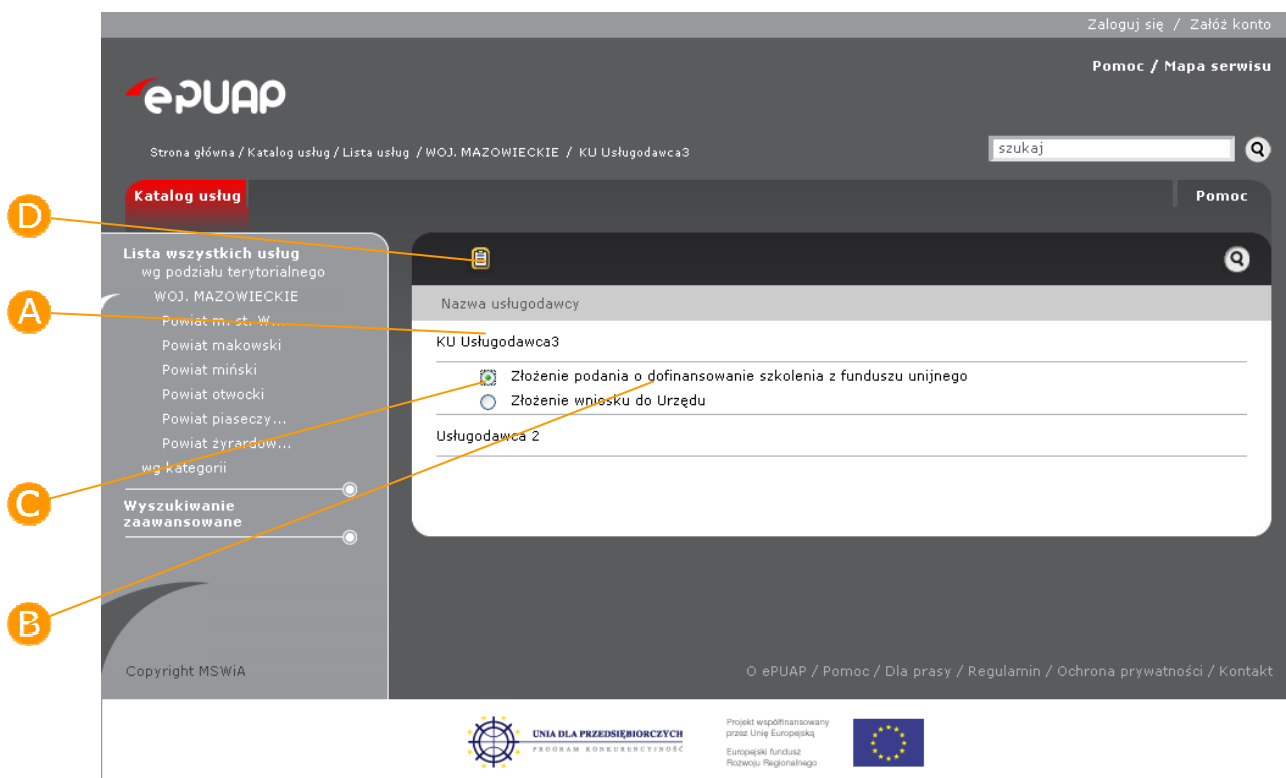 Zaloguj się / Załóż konto
Pomoc / Mapa serwisu
ePUAP
Strona główna / Katalog usług / Lista usług / WOJ. MAZOWIECKIE / KU Usługodawca3
szukaj
Katalog usług
Pomoc
D
Lista wszystkich usług
wg podziału terytorialnego
WOJ. MAZOWIECKIE
A
Nazwa usługodawcy
Powiat m. st. W...
KU Usługodawca3
Powiat makowski
Powiat miński
Złożenie podania o dofinansowanie szkolenia z funduszu unijnego
Powiat otwocki
Złożenie wniosku do Urzędu
Powiat piaseczy...
Powiat żyrardow...
Usługodawca 2
wg kategorii
C
Wyszukiwanie
zaawansowane
B
Copyright MSWiA
O ePUAP / Pomoc / Dla prasy / Regulamin / Ochrona prywatności / Kontakt
UNIA DLA PRZEDSIĘBIORCZYCH
PROGRAM KONKURENCYJNOŚĆ
Projekt współfinansowany
przez Unię Europejską
Europejski fundusz
Rozwoju Regionalnego